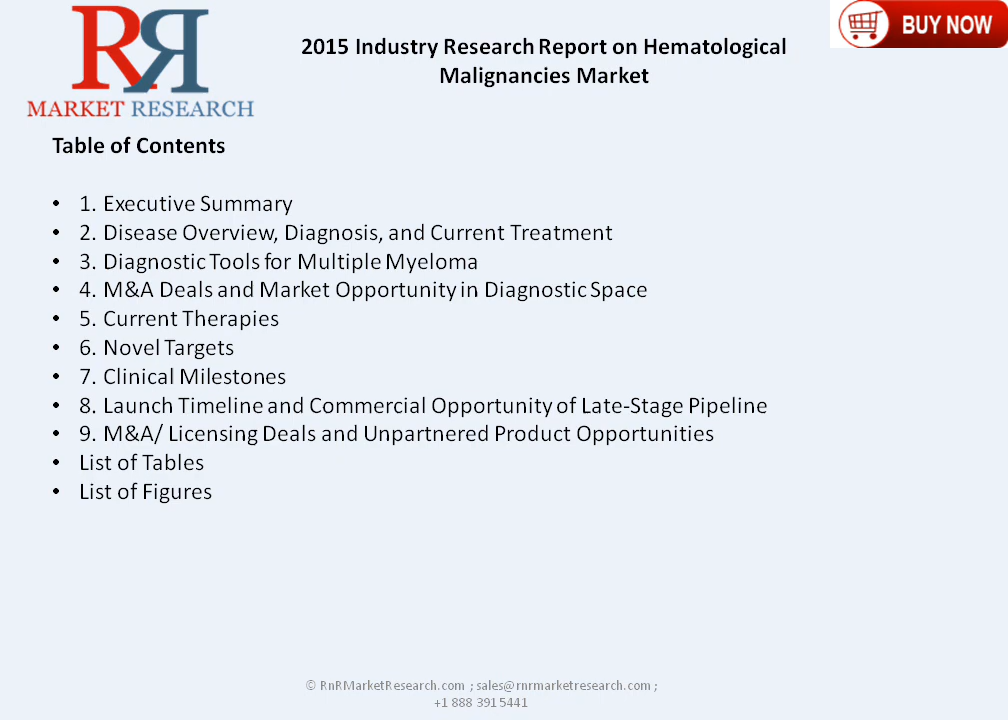 RR
MARKET RESEARCH
BUY NOW
2015 Industry Research Report on Hematological
Malignancies Market
Table of Contents
• 1. Executive Summary
• 2. Disease Overview, Diagnosis, and Current Treatment
• 3. Diagnostic Tools for Multiple Myeloma
• 4. M&A Deals and Market Opportunity in Diagnostic Space
• 5. Current Therapies
• 6. Novel Targets
• 7. Clinical Milestones
• 8. Launch Timeline and Commercial Opportunity of Late-Stage Pipeline
• 9. M&A/ Licensing Deals and Unpartnered Product Opportunities
• List of Tables
• List of Figures
© RnRMarketResearch.com ; sales@rnrmarketresearch.com ;
+1 888 391 5441